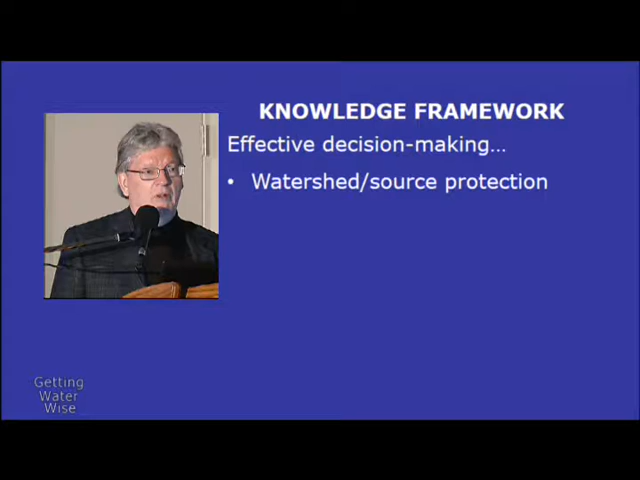 KNOWLEDGE FRAMEWORK
Effective decision-making...
• Watershed/source protection
Getting
Water
Wise